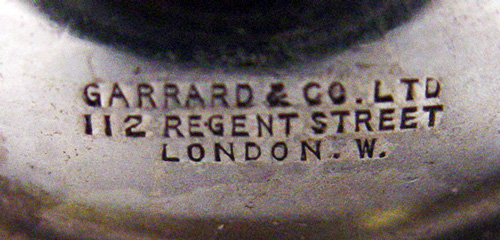 GARRARD & CO. LTD
112 REGENT STREET
LONDON. W.